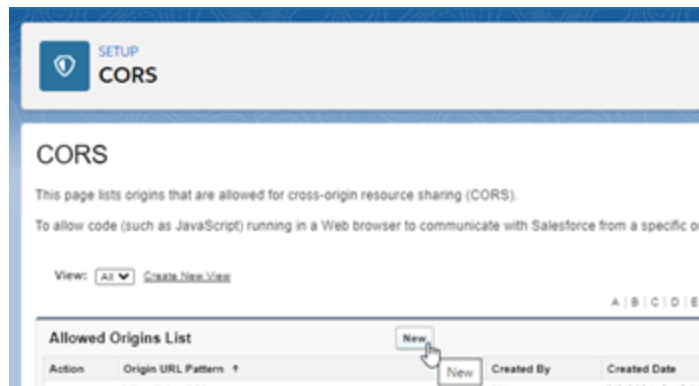 SETUP
CORS
CORS
This page lists origins that are allowed for cross-origin resource sharing (CORS).
To allow code (such as JavaScript) running in a Web browser to communicate with Salesforce from a specific o
View: All Create New View
A | B | C | D | E
Allowed Origins List New
New
Action Origin URL Pattern ↑ Created By Created Date